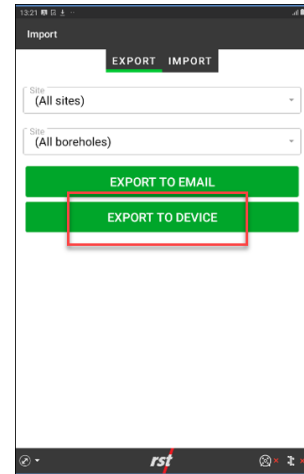 13:21
Import
EXPORT IMPORT
Site
(All sites)
Site
(All boreholes)
EXPORT TO EMAIL
EXPORT TO DEVICE
rst